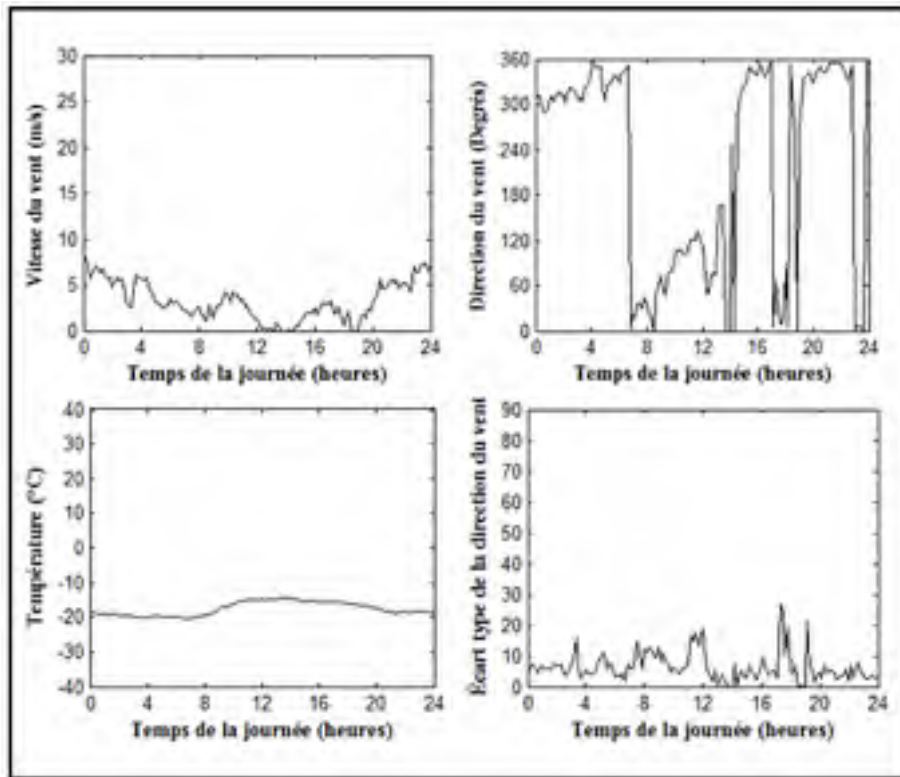 30
25
20
15
10
5
0
Vitesse du vent (m/s)
0 4 8 12 16 20 24
Temps de la journée (heures)
360
300
240
180
120
60
0
Direction du vent (Degrés)
0 4 8 12 16 20 24
Temps de la journée (heures)
40
30
20
10
0
-10
-20
-30
-40
Température (°C)
0 4 8 12 16 20 24
Temps de la journée (heures)
90
80
70
60
50
40
30
20
10
0
Écart type de la direction du vent
0 4 8 12 16 20 24
Temps de la journée (heures)